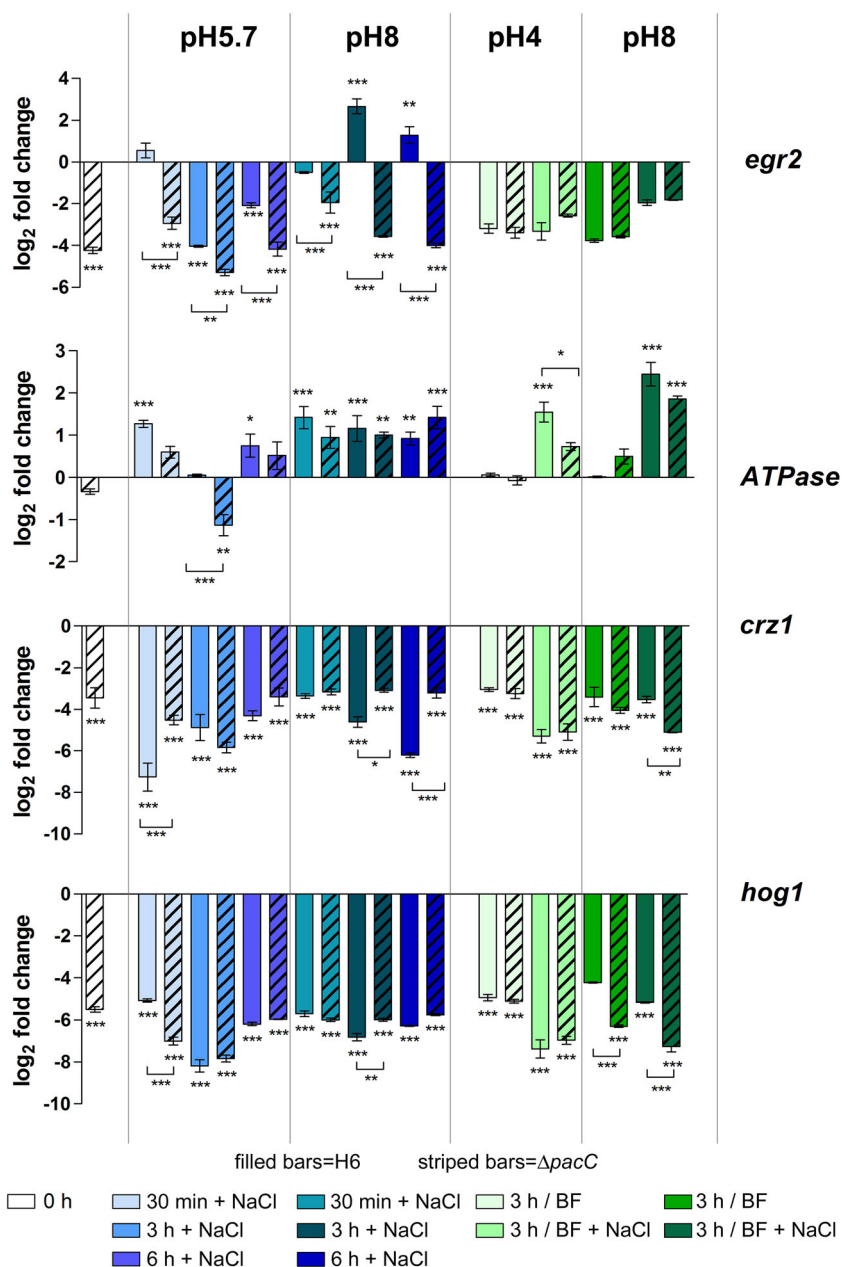 pH5.7 pH8 pH4 pH8
log2 fold change
4
2
0
-2
-4
-6
*** *** *** *** *** *** *** *** ** ***
*** ** *** *** *** ***
egr2
log2 fold change
3
2
1
0
-1
-2
*** ** * *** ** *** ** ** *** *** *** ***
*** *
ATPase
log2 fold change
0
-2
-4
-6
-8
-10
*** *** *** *** *** *** *** *** *** *** *** *** *** *** *** *** *** *** *** ***
*** * *** **
crz1
log2 fold change
0
-2
-4
-6
-8
-10
*** *** *** *** *** *** *** *** *** *** *** *** *** *** *** *** *** *** *** *** ***
*** ** *** ***
hog1
filled bars=H6 striped bars=ΔpacC
0 h 30 min + NaCl 30 min + NaCl 3 h / BF 3 h / BF
3 h + NaCl 3 h + NaCl 3 h / BF + NaCl 3 h / BF + NaCl
6 h + NaCl 6 h + NaCl